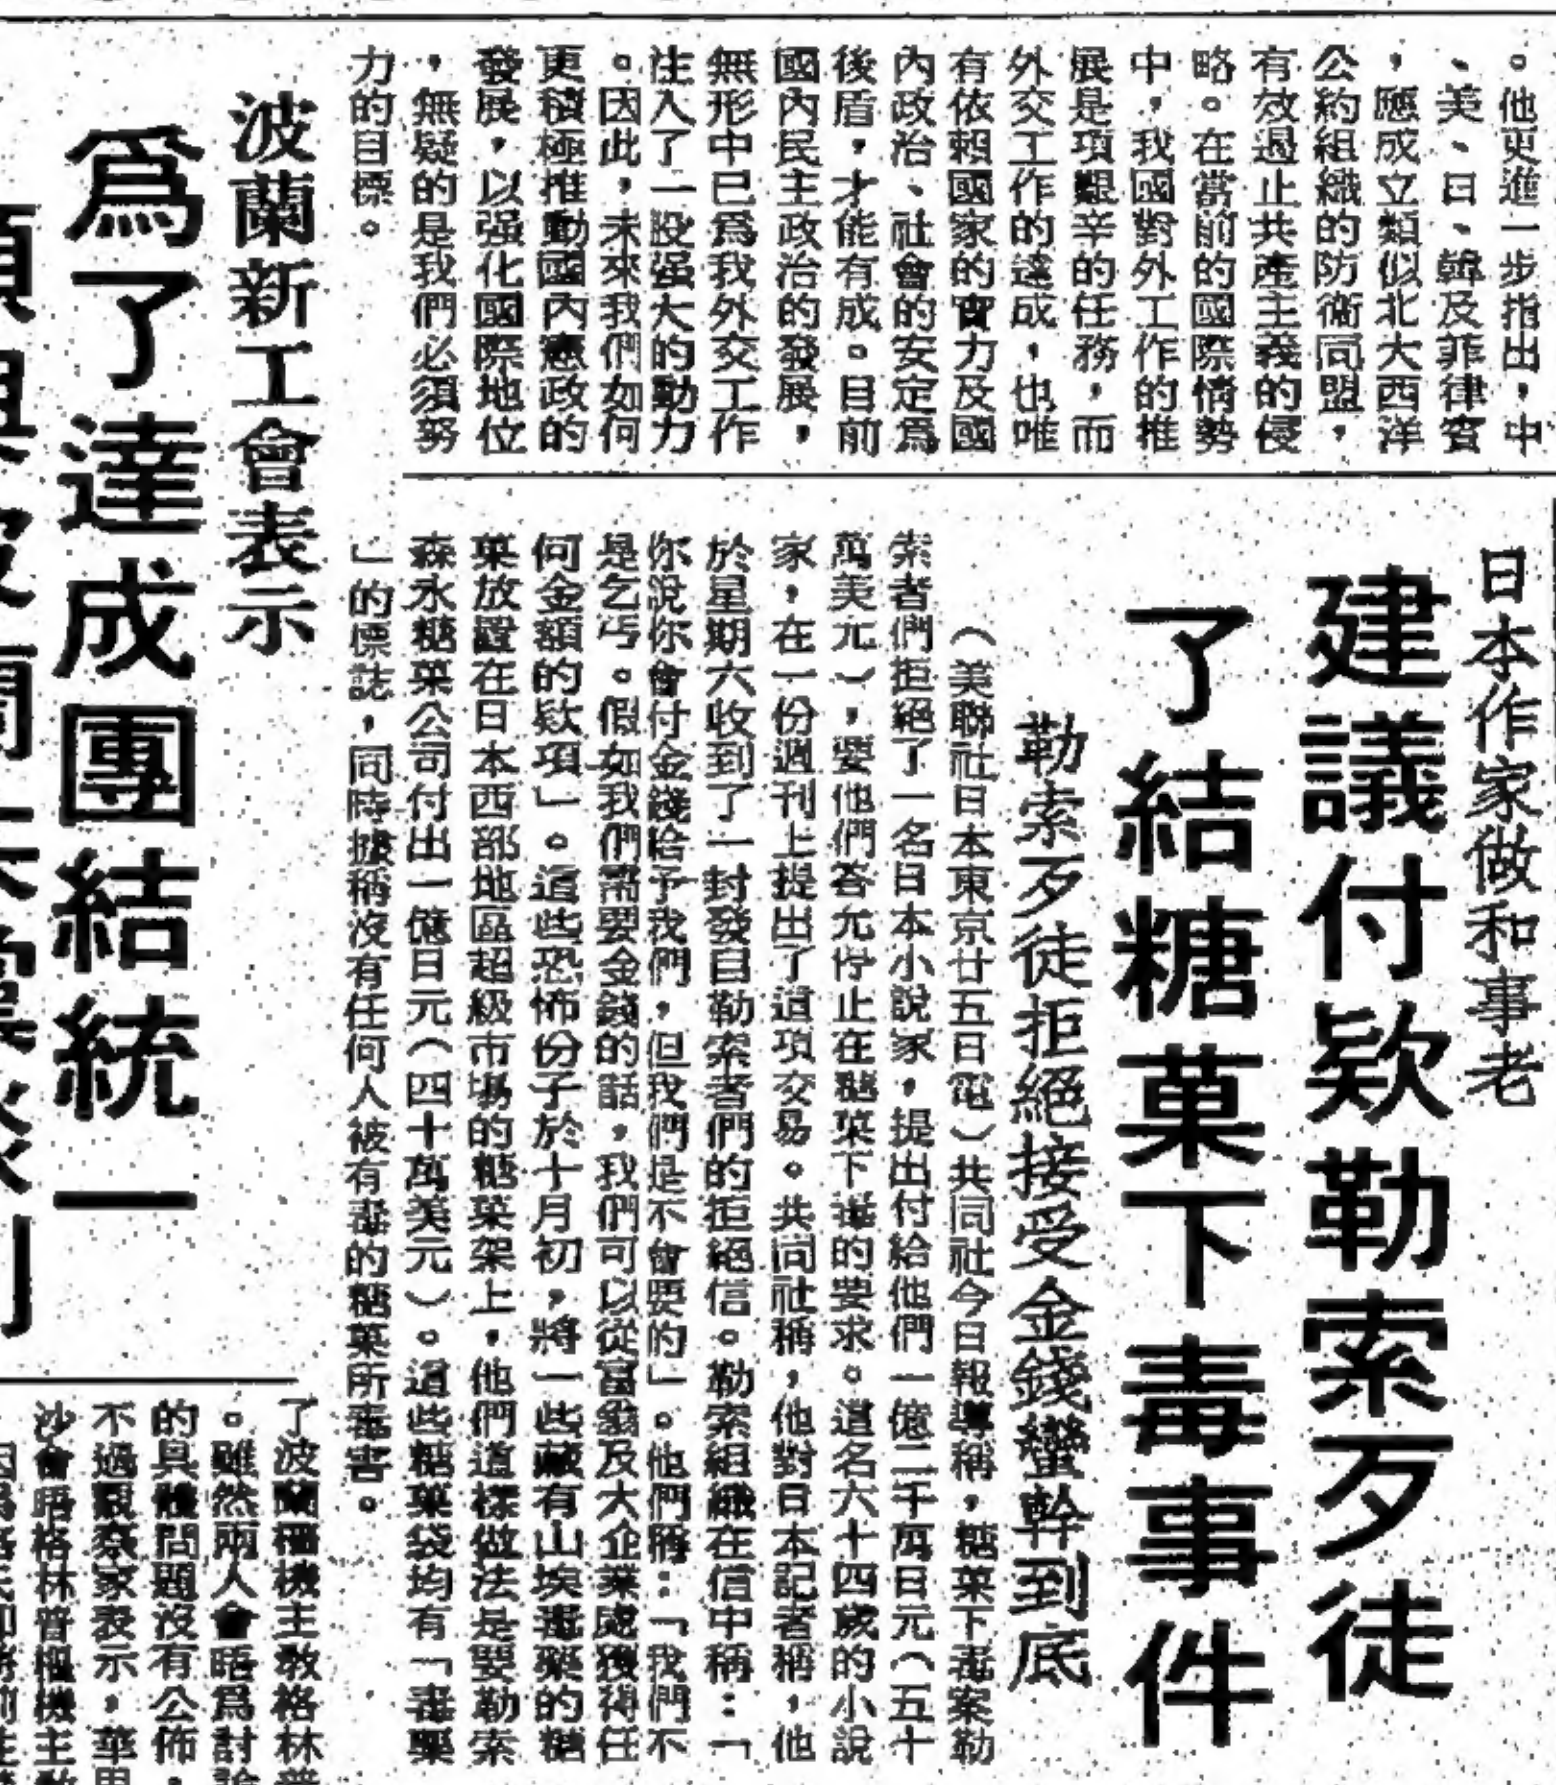 。他更進一步指出，中
、美、日、韓及菲律賓
，應成立類似北大西洋
公約組織的防衛同盟，
有效遏止共產主義的侵
略。在當前的國際情勢
中，我國對外工作的推
展是項艱辛的任務，而
外交工作的達成，也唯
有依賴國家的實力及國
內政治、社會的安定爲
後盾，才能有成。目前
國內民主政治的發展，
無形中已爲我外交工作
注入了一股强大的動力
。因此，未來我們如何
更積極推動國內憲政的
發展，以强化國際地位
，無疑的是我們必須努
力的目標。
日本作家做和事老
建議付欵勒索歹徒
了結糖菓下毒事件
勒索歹徒拒絕接受金錢蠻幹到底
（美聯社日本東京廿五日電）共同社今日報導稱，糖菓下毒案勒
索者們拒絕了一名日本小說家，提出付給他們一億二千萬日元（五十
萬美元），要他們答允停止在糖菓下毒的要求。這名六十四歲的小說
家，在一份週刊上提出了這項交易。共同社稱，他對日本記者稱，他
於星期六收到了一封發自勒索者們的拒絕信。勒索組織在信中稱：「
你說你會付金錢給予我們，但我們是不會要的」。他們稱：「我們不
是乞丐。假如我們需要金錢的話，我們可以從富翁及大企業處獲得任
何金額的欵項」。這些恐怖份子於十月初，將一些藏有山埃毒藥的糖
菓放置在日本西部地區超級市場的糖菓架上，他們這樣做法是要勒索
森永糖菓公司付出一億日元（四十萬美元）。這些糖菓袋均有「毒藥
」的標誌，同時據稱沒有任何人被有毒的糖菓所毒害。
波蘭新工會表示
爲了達成團結統一
了波蘭樞機主教格林普
。雖然兩人會晤爲討論
的具體問題沒有公佈，
不過觀察家表示，華里
沙會晤格林普樞機主教